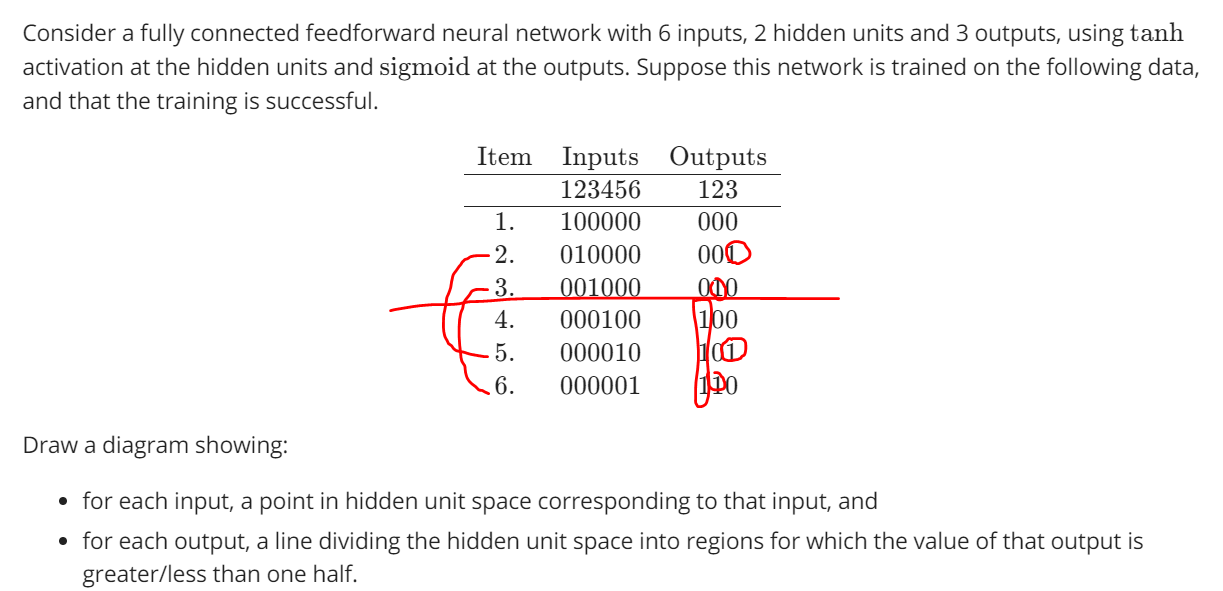 Consider a fully connected feedforward neural network with 6 inputs, 2 hidden units and 3 outputs, using tanh
activation at the hidden units and sigmoid at the outputs. Suppose this network is trained on the following data,
and that the training is successful.
Item Inputs Outputs
123456 123
1. 100000 000
2. 010000 001
3. 001000 010
4. 000100 100
5. 000010 101
6. 000001 110
Draw a diagram showing:
• for each input, a point in hidden unit space corresponding to that input, and
• for each output, a line dividing the hidden unit space into regions for which the value of that output is
greater/less than one half.